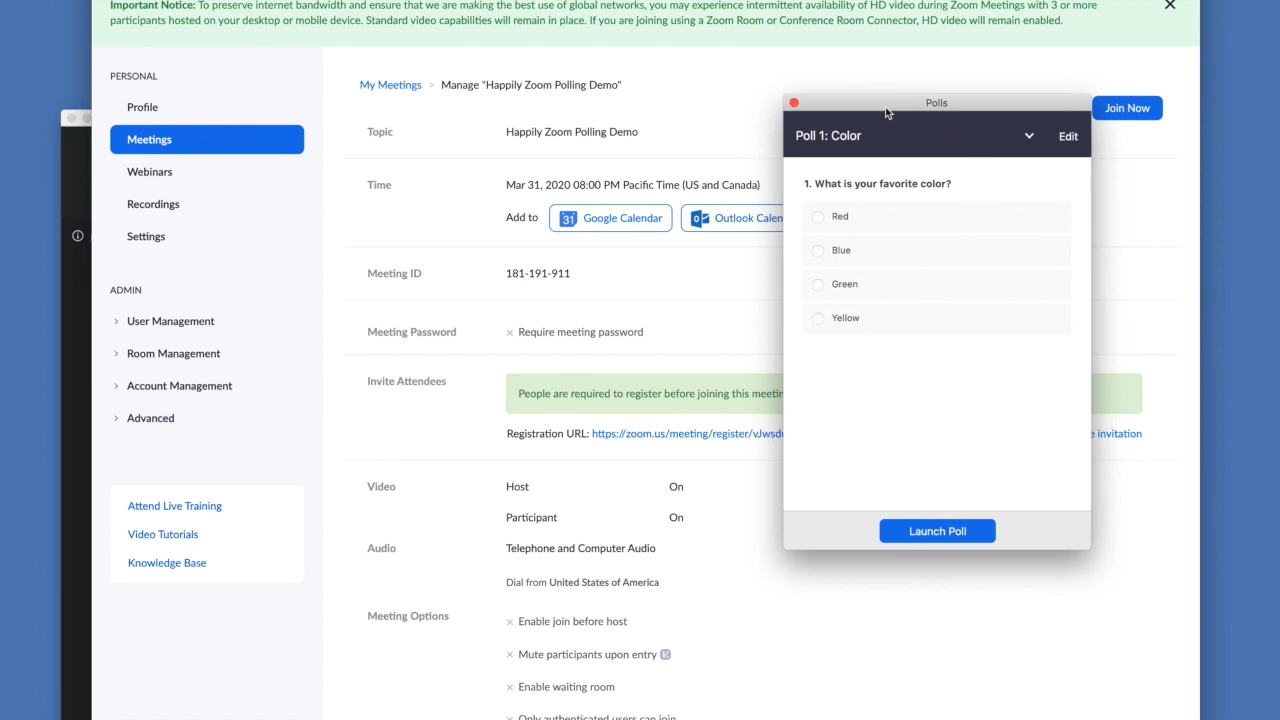 Important Notice: To preserve internet bandwidth and ensure that we are making the best use of global networks, you may experience intermittent availability of HD video during Zoom Meetings with 3 or more
participants hosted on your desktop or mobile device. Standard video capabilities will remain in place. If you are joining using a Zoom Room or Conference Room Connector, HD video will remain enabled.
PERSONAL
Profile
Meetings
Webinars
Recordings
Settings
ADMIN
User Management
Room Management
Account Management
Advanced
Attend Live Training
Video Tutorials
Knowledge Base
My Meetings > Manage "Happily Zoom Polling Demo"
Join Now
Topic Happily Zoom Polling Demo
Time Mar 31, 2020 08:00 PM Pacific Time (US and Canada)
Add to 31 Google Calendar Outlook Calen
Meeting ID 181-191-911
Meeting Password × Require meeting password
Invite Attendees People are required to register before joining this meetin
Registration URL: https://zoom.us/meeting/register/vJwsd
invitation
Video Host On
Participant On
Audio Telephone and Computer Audio
Dial from United States of America
Meeting Options × Enable join before host
× Mute participants upon entry
× Enable waiting room
× Only authenticated users can join
Polls
Poll 1: Color Edit
1. What is your favorite color?
Red
Blue
Green
Yellow
Launch Poll